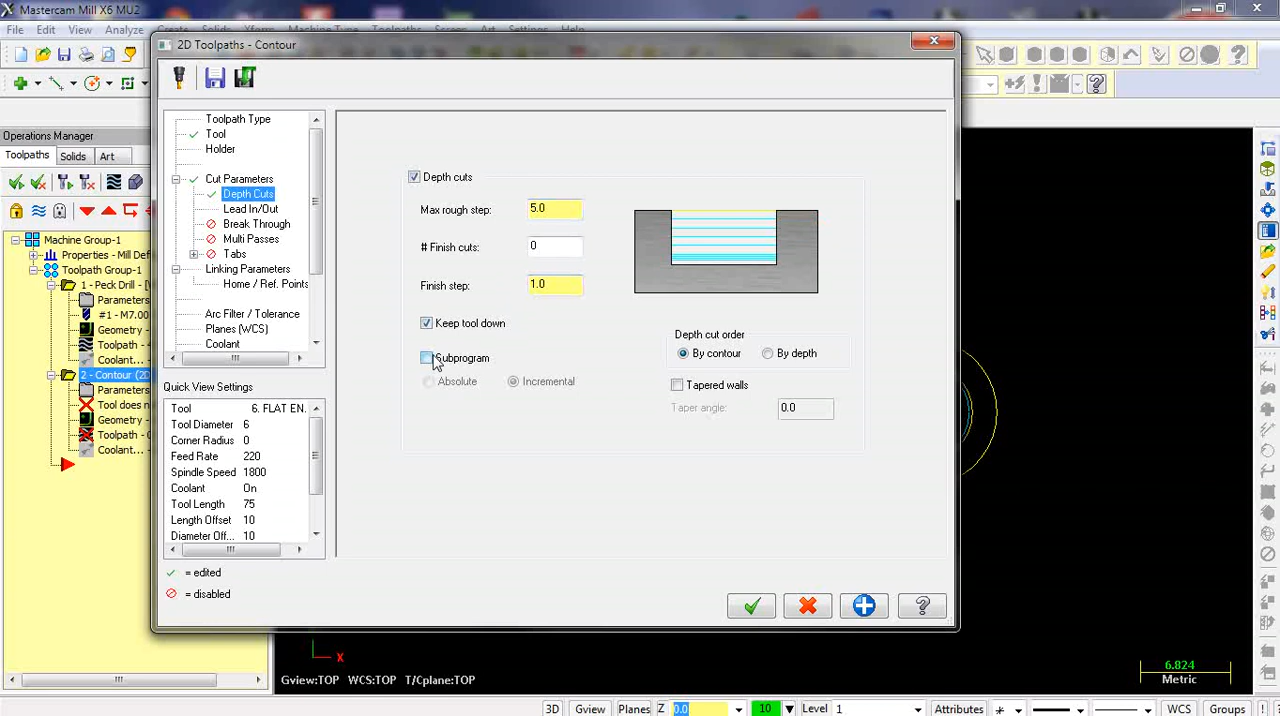 Mastercam Mill X6 MU2
File Edit View Analyze
2D Toolpaths - Contour
Operations Manager
Toolpaths Solids Art
Machine Group-1
Properties - Mill Def
Toolpath Group-1
1 - Peck Drill - [W
Parameters
#1 - M7.00
Geometry -
Toolpath -
Coolant...
2 - Contour (2D
Parameters
Tool does n
Geometry -
Toolpath - 0
Coolant...
Toolpath Type
Tool
Holder
Cut Parameters
Depth Cuts
Lead In/Out
Break Through
Multi Passes
Tabs
Linking Parameters
Home / Ref. Points
Arc Filter / Tolerance
Planes (WCS)
Coolant
Quick View Settings
Tool 6. FLAT EN.
Tool Diameter 6
Corner Radius 0
Feed Rate 220
Spindle Speed 1800
Coolant On
Tool Length 75
Length Offset 10
Diameter Off... 10
= edited
= disabled
Depth cuts
Max rough step: 5.0
# Finish cuts: 0
Finish step: 1.0
Keep tool down
Subprogram
Absolute Incremental
Depth cut order
By contour By depth
Tapered walls
Taper angle: 0.0
X
Gview:TOP WCS:TOP T/Cplane:TOP
6.824
Metric
3D Gview Planes Z 0.0 10 Level 1 Attributes WCS Groups